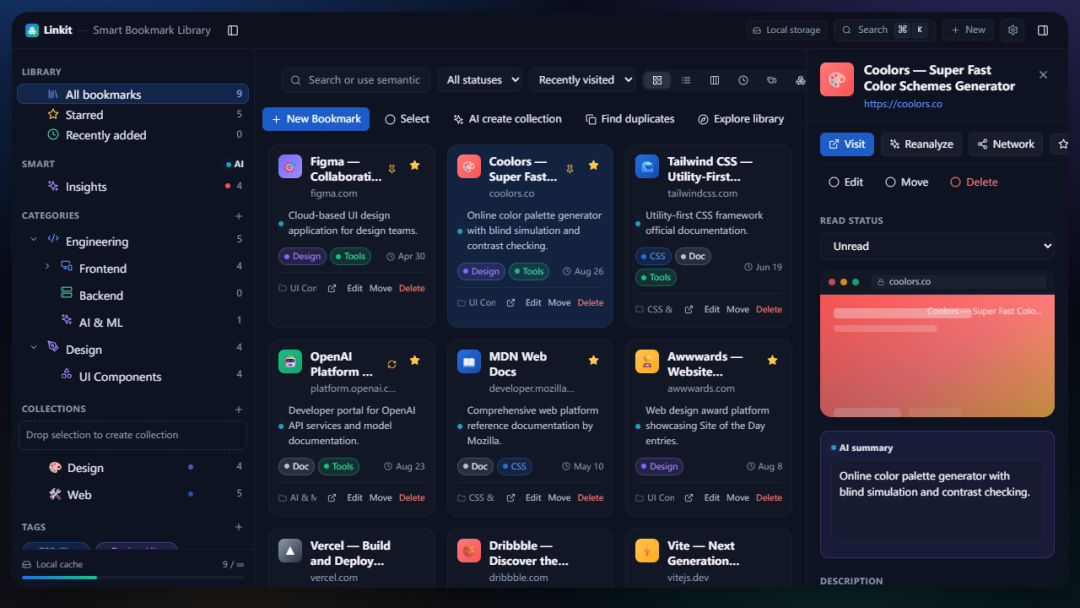 Linkit — Smart Bookmark Library
Local storage
Search ⌘ K
+ New
LIBRARY
All bookmarks 9
Starred 5
Recently added 0
SMART AI
Insights 4
CATEGORIES +
Engineering 5
Frontend 4
Backend 0
AI & ML 1
Design 4
UI Components 4
COLLECTIONS +
Drop selection to create collection
Design 4
Web 5
TAGS +
Local cache 9 / ∞
Search or use semantic
All statuses
Recently visited
+ New Bookmark
Select
AI create collection
Find duplicates
Explore library
Figma —
Collaborati...
figma.com
Cloud-based UI design
application for design teams.
Design Tools Apr 30
UI Cor Edit Move Delete
Coolors —
Super Fast...
coolors.co
Online color palette generator
with blind simulation and
contrast checking.
Design Tools Aug 26
UI Con Edit Move Delete
Tailwind CSS —
Utility-First...
tailwindcss.com
Utility-first CSS framework
official documentation.
CSS Doc
Tools
Jun 19
CSS & Edit Move Delete
OpenAI
Platform ...
platform.openai.c...
Developer portal for OpenAI
API services and model
documentation.
Doc Tools Aug 23
AI & M Edit Move Delete
MDN Web
Docs
developer.mozilla...
Comprehensive web platform
reference documentation by
Mozilla.
Doc CSS May 10
CSS & Edit Move Delete
Awwwards —
Website...
awwwards.com
Web design award platform
showcasing Site of the Day
entries.
Design Aug 8
UI Con Edit Move Delete
Vercel — Build
and Deploy...
vercel.com
Dribbble —
Discover the...
dribbble.com
Vite — Next
Generation...
vitejs.dev
Coolors — Super Fast
Color Schemes Generator
https://coolors.co
Visit
Reanalyze
Network
Edit
Move
Delete
READ STATUS
Unread
coolors.co
Coolors — Super Fast Colo...
AI summary
Online color palette generator with
blind simulation and contrast checking.
DESCRIPTION